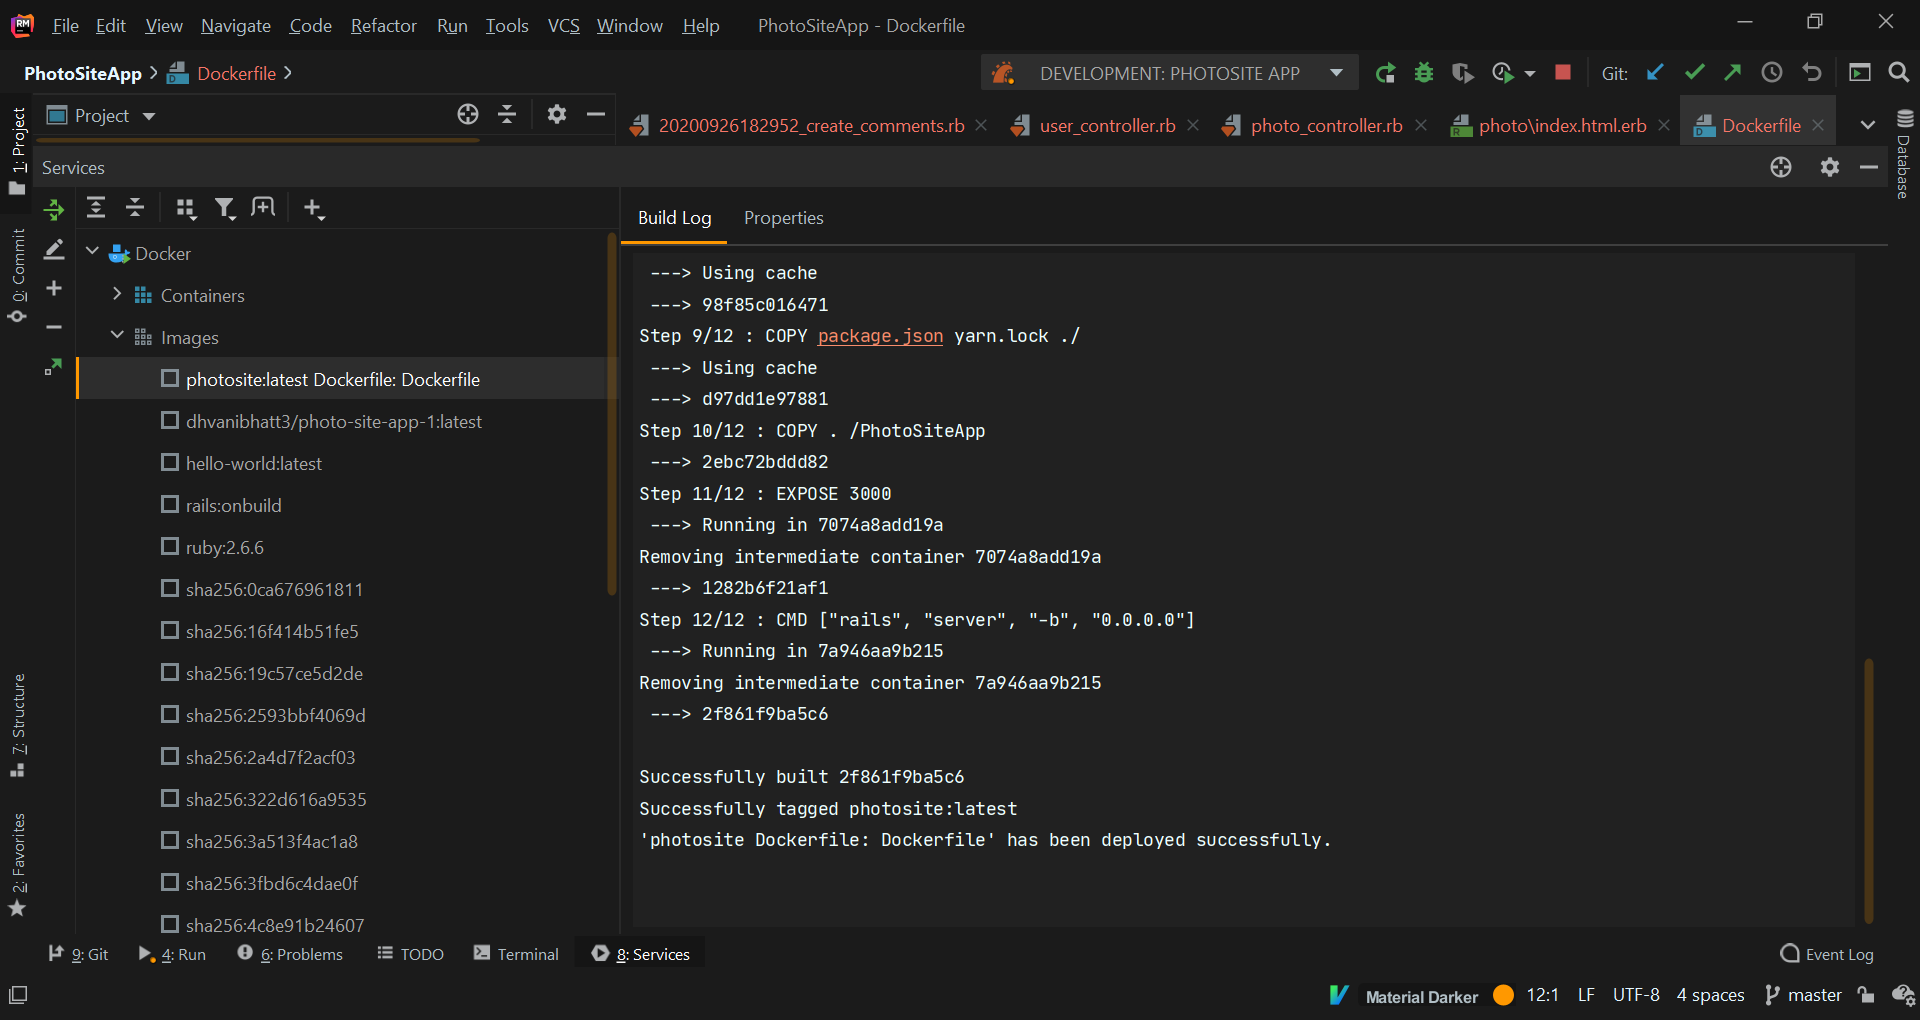 RM File Edit View Navigate Code Refactor Run Tools VCS Window Help PhotoSiteApp - Dockerfile
PhotoSiteApp Dockerfile DEVELOPMENT: PHOTOSITE APP Git:
Project 20200926182952_create_comments.rb user_controller.rb photo_controller.rb photo\index.html.erb Dockerfile
1: Project
0: Commit
7: Structure
2: Favorites
Database
Services
Build Log Properties
Docker
Containers
Images
photosite:latest Dockerfile: Dockerfile
dhvanibhatt3/photo-site-app-1:latest
hello-world:latest
rails:onbuild
ruby:2.6.6
sha256:0ca676961811
sha256:16f414b51fe5
sha256:19c57ce5d2de
sha256:2593bbf4069d
sha256:2a4d7f2acf03
sha256:322d616a9535
sha256:3a513f4ac1a8
sha256:3fbd6c4dae0f
sha256:4c8e91b24607
---> Using cache
---> 98f85c016471
Step 9/12 : COPY package.json yarn.lock ./
---> Using cache
---> d97dd1e97881
Step 10/12 : COPY . /PhotoSiteApp
---> 2ebc72bddd82
Step 11/12 : EXPOSE 3000
---> Running in 7074a8add19a
Removing intermediate container 7074a8add19a
---> 1282b6f21af1
Step 12/12 : CMD ["rails", "server", "-b", "0.0.0.0"]
---> Running in 7a946aa9b215
Removing intermediate container 7a946aa9b215
---> 2f861f9ba5c6
Successfully built 2f861f9ba5c6
Successfully tagged photosite:latest
'photosite Dockerfile: Dockerfile' has been deployed successfully.
9: Git 4: Run 6: Problems TODO Terminal 8: Services Event Log
Material Darker 12:1 LF UTF-8 4 spaces master